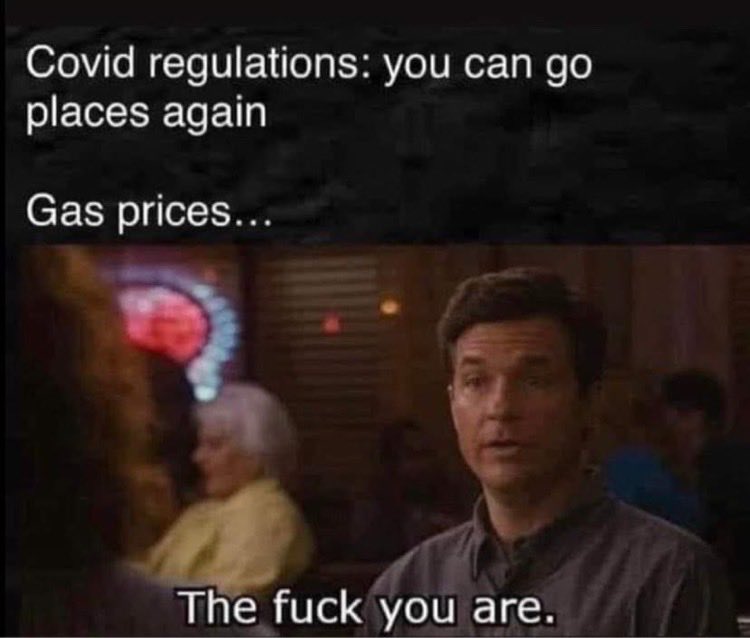 Covid regulations: you can go
places again
Gas prices...
The fuck you are.